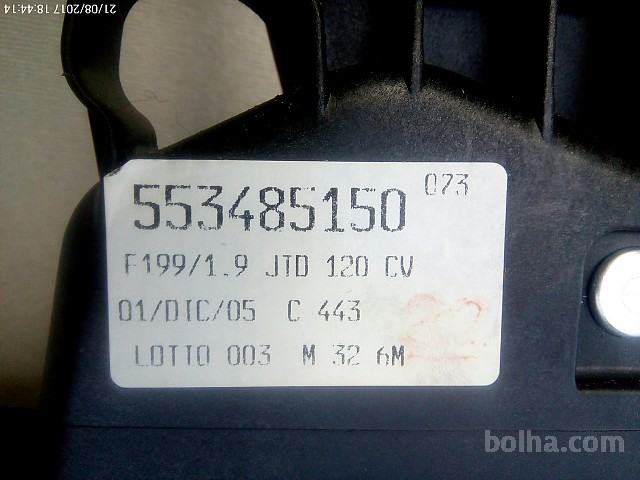 21/08/2017 18:44:14
553485150 073
F199/1.9 JTD 120 CV
01/DIC/05 C 443
LOTTO 003 M 32 6M
22
bolha.com